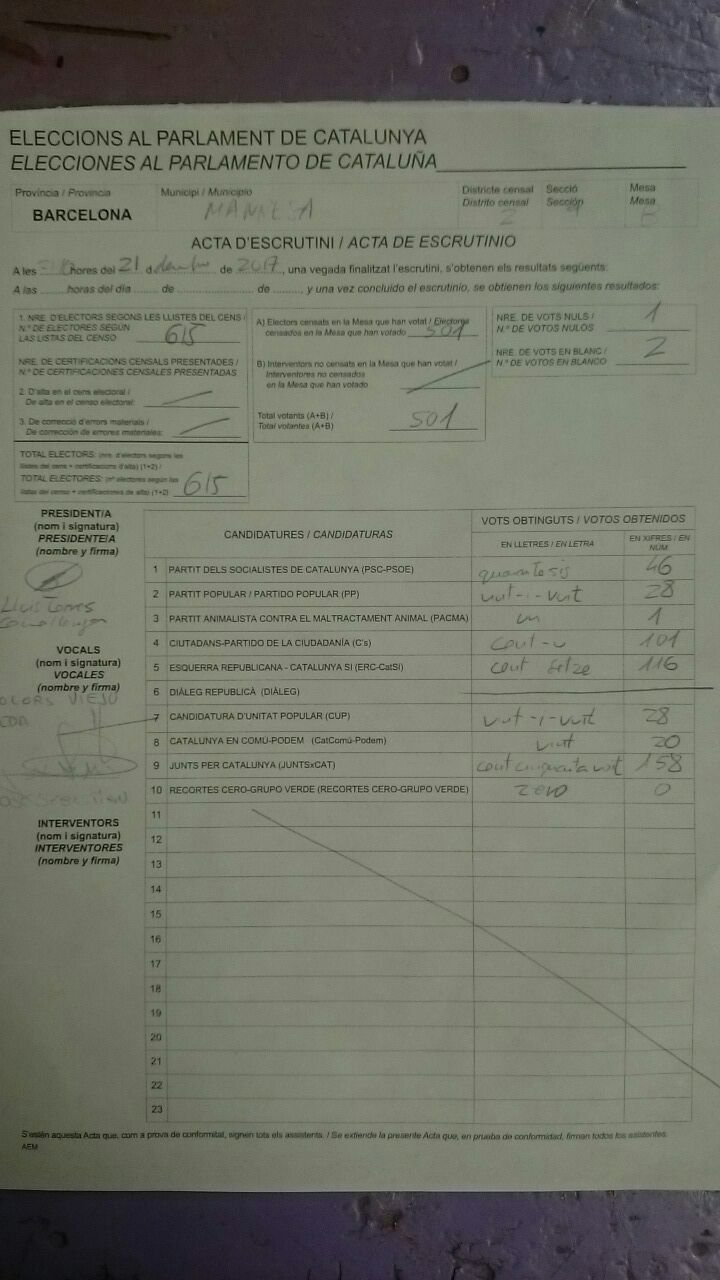 ELECCIONS AL PARLAMENT DE CATALUNYA
ELECCIONES AL PARLAMENTO DE CATALUÑA
Província / Provincia
Municipi / Municipio
Districte censal
Secció
Mesa
Distrito censal
Sección
Mesa
BARCELONA
MANRESA
2
ACTA D'ESCRUTINI / ACTA DE ESCRUTINIO
A les hores del 21 d desembre de 2017, una vegada finalitzat l'escrutini, s'obtenen els resultats següents:
A las ........horas del día ...... de ........................ de ........., y una vez concluido el escrutinio, se obtienen los siguientes resultados:
1. NRE. D'ELECTORS SEGONS LES LLISTES DEL CENS /
N.º DE ELECTORES SEGÚN
LAS LISTAS DEL CENSO
615
NRE. DE CERTIFICACIONS CENSALS PRESENTADES /
N.º DE CERTIFICACIONES CENSALES PRESENTADAS
2. D'alta en el cens electoral /
De alta en el censo electoral:
3. De correcció d'errors materials /
De corrección de errores materiales:
TOTAL ELECTORS: (nre. d'electors segons les
llistes del cens + certificacions d'alta) (1+2) /
TOTAL ELECTORES: (nº electores según las
listas del censo + certificaciones de alta) (1+2)
615
A) Electors censats en la Mesa que han votat / Electores
censados en la Mesa que han votado
501
B) Interventors no censats en la Mesa que han votat /
Interventores no censados
en la Mesa que han votado
Total votants (A+B) /
Total votantes (A+B)
501
NRE. DE VOTS NULS /
N.º DE VOTOS NULOS
1
NRE. DE VOTS EN BLANC /
N.º DE VOTOS EN BLANCO
2
PRESIDENT/A
(nom i signatura)
PRESIDENTE/A
(nombre y firma)
Lluís Torres
VOCALS
(nom i signatura)
VOCALES
(nombre y firma)
INTERVENTORS
(nom i signatura)
INTERVENTORES
(nombre y firma)
CANDIDATURES / CANDIDATURAS
VOTS OBTINGUTS / VOTOS OBTENIDOS
EN LLETRES / EN LETRA
EN XIFRES / EN NÚM.
1 PARTIT DELS SOCIALISTES DE CATALUNYA (PSC-PSOE) quaranta sis 46
2 PARTIT POPULAR / PARTIDO POPULAR (PP) vint-i-vuit 28
3 PARTIT ANIMALISTA CONTRA EL MALTRACTAMENT ANIMAL (PACMA) un 1
4 CIUTADANS-PARTIDO DE LA CIUDADANÍA (C's) cent-u 101
5 ESQUERRA REPUBLICANA - CATALUNYA SÍ (ERC-CatSí) cent setze 116
6 DIÀLEG REPUBLICÀ (DIÀLEG)
7 CANDIDATURA D'UNITAT POPULAR (CUP) vint-i-vuit 28
8 CATALUNYA EN COMÚ-PODEM (CatComú-Podem) vint 20
9 JUNTS PER CATALUNYA (JUNTSxCAT) cent cinquanta vuit 158
10 RECORTES CERO-GRUPO VERDE (RECORTES CERO-GRUPO VERDE) zero 0
11
12
13
14
15
16
17
18
19
20
21
22
23
S'estén aquesta Acta que, com a prova de conformitat, signen tots els assistents. / Se extiende la presente Acta que, en prueba de conformidad, firman todos los asistentes.
AEM